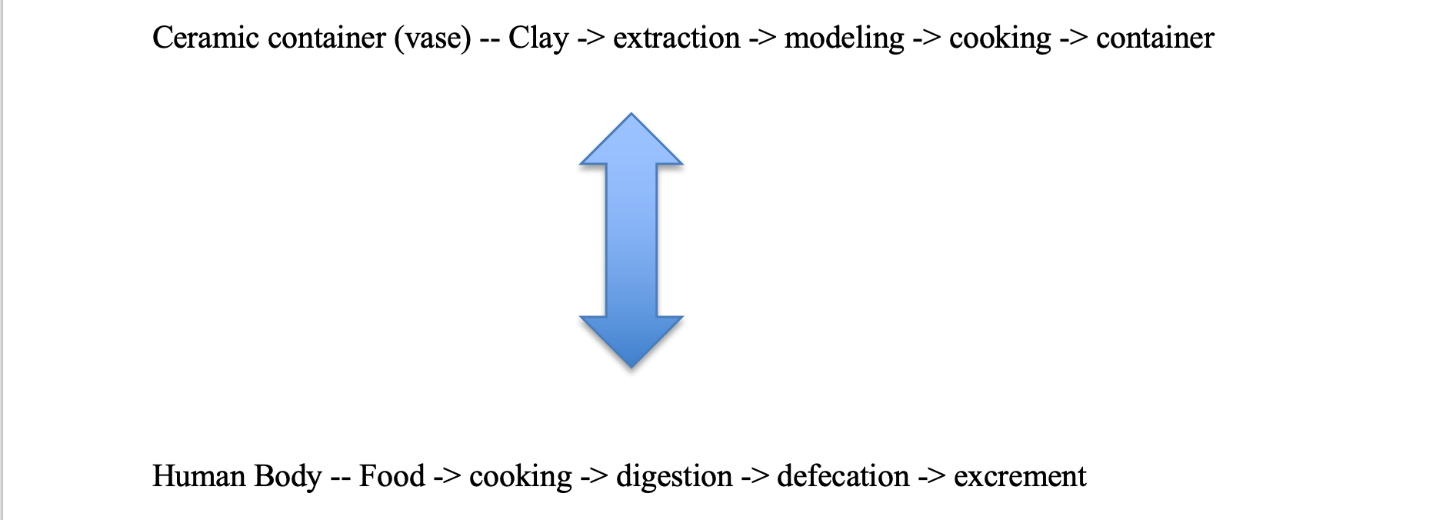 Ceramic container (vase) -- Clay -> extraction -> modeling -> cooking -> container
Human Body -- Food -> cooking -> digestion -> defecation -> excrement